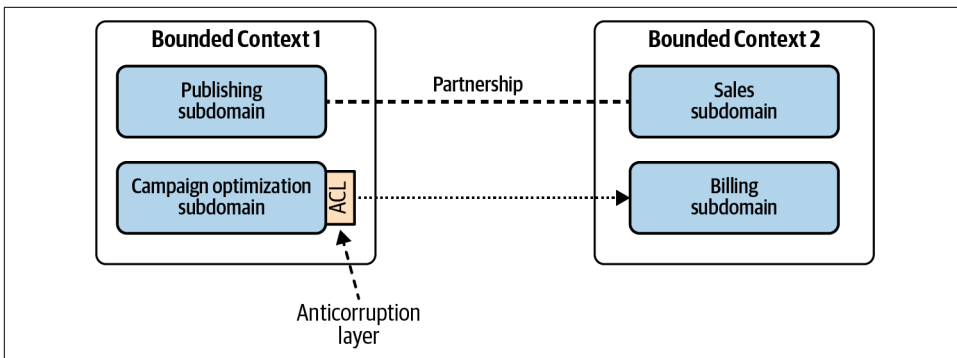 Bounded Context 1
Bounded Context 2
Publishing
subdomain
Partnership
Sales
subdomain
Campaign optimization
subdomain
ACL
Billing
subdomain
Anticorruption
layer